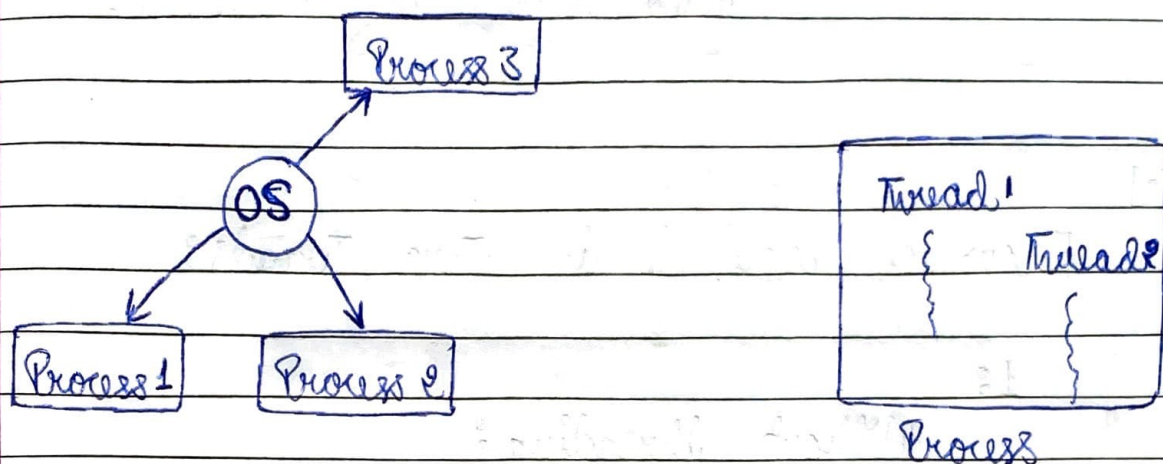 Process 3
OS
Thread 1
Thread 2
Process 1
Process 2
Process